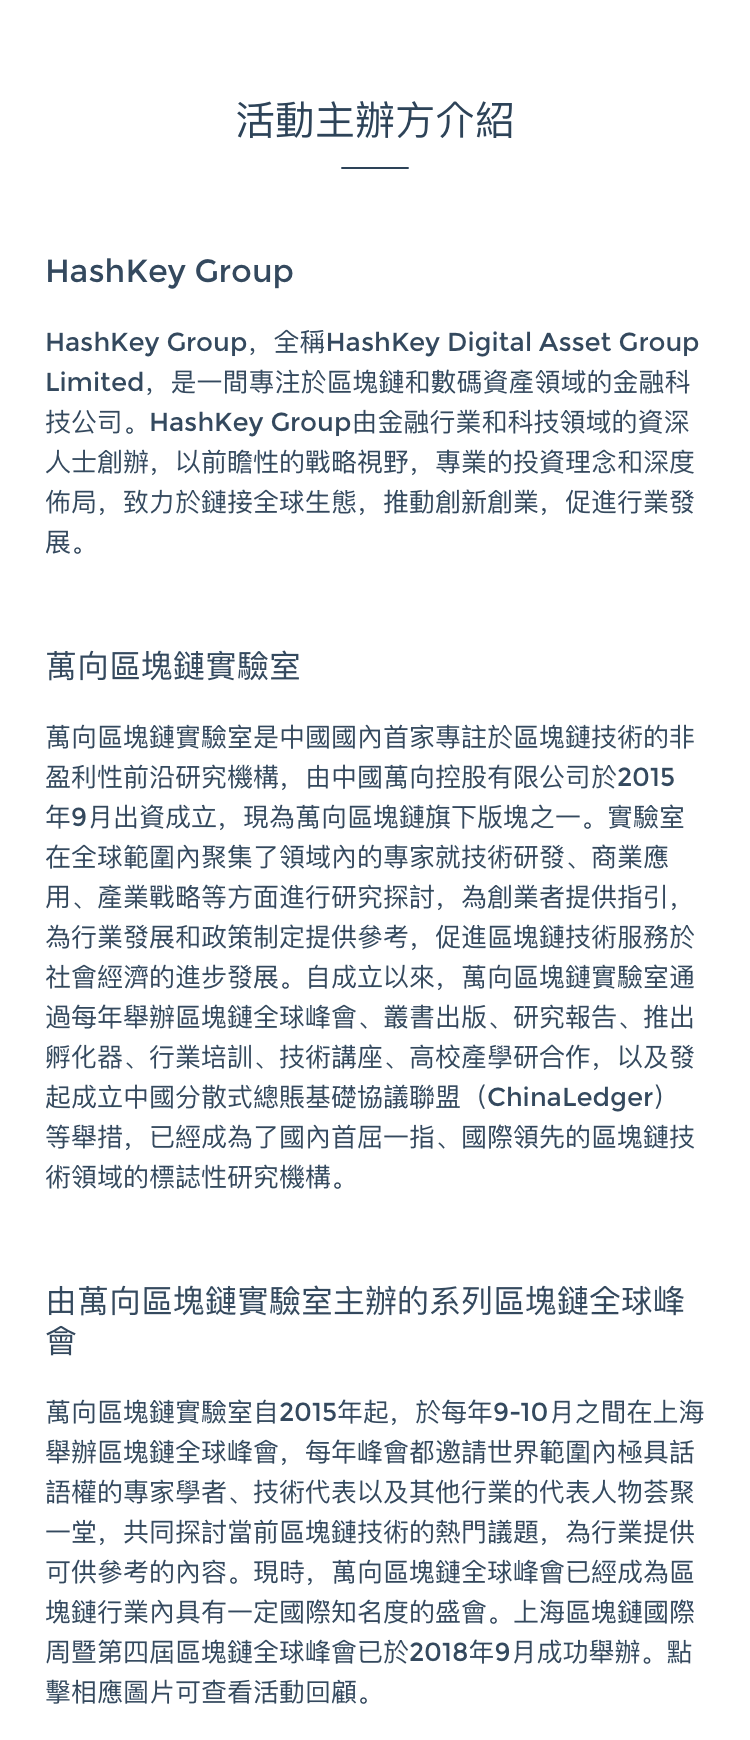 活動主辦方介紹
HashKey Group
HashKey Group，全稱HashKey Digital Asset Group
Limited，是一間專注於區塊鏈和數碼資產領域的金融科
技公司。HashKey Group由金融行業和科技領域的資深
人士創辦，以前瞻性的戰略視野，專業的投資理念和深度
佈局，致力於鏈接全球生態，推動創新創業，促進行業發
展。
萬向區塊鏈實驗室
萬向區塊鏈實驗室是中國國內首家專註於區塊鏈技術的非
盈利性前沿研究機構，由中國萬向控股有限公司於2015
年9月出資成立，現為萬向區塊鏈旗下版塊之一。實驗室
在全球範圍內聚集了領域內的專家就技術研發、商業應
用、產業戰略等方面進行研究探討，為創業者提供指引，
為行業發展和政策制定提供參考，促進區塊鏈技術服務於
社會經濟的進步發展。自成立以來，萬向區塊鏈實驗室通
過每年舉辦區塊鏈全球峰會、叢書出版、研究報告、推出
孵化器、行業培訓、技術講座、高校產學研合作，以及發
起成立中國分散式總賬基礎協議聯盟（ChinaLedger）
等舉措，已經成為了國內首屈一指、國際領先的區塊鏈技
術領域的標誌性研究機構。
由萬向區塊鏈實驗室主辦的系列區塊鏈全球峰
會
萬向區塊鏈實驗室自2015年起，於每年9-10月之間在上海
舉辦區塊鏈全球峰會，每年峰會都邀請世界範圍內極具話
語權的專家學者、技術代表以及其他行業的代表人物荟聚
一堂，共同探討當前區塊鏈技術的熱門議題，為行業提供
可供參考的內容。現時，萬向區塊鏈全球峰會已經成為區
塊鏈行業內具有一定國際知名度的盛會。上海區塊鏈國際
周暨第四屆區塊鏈全球峰會已於2018年9月成功舉辦。點
擊相應圖片可查看活動回顧。